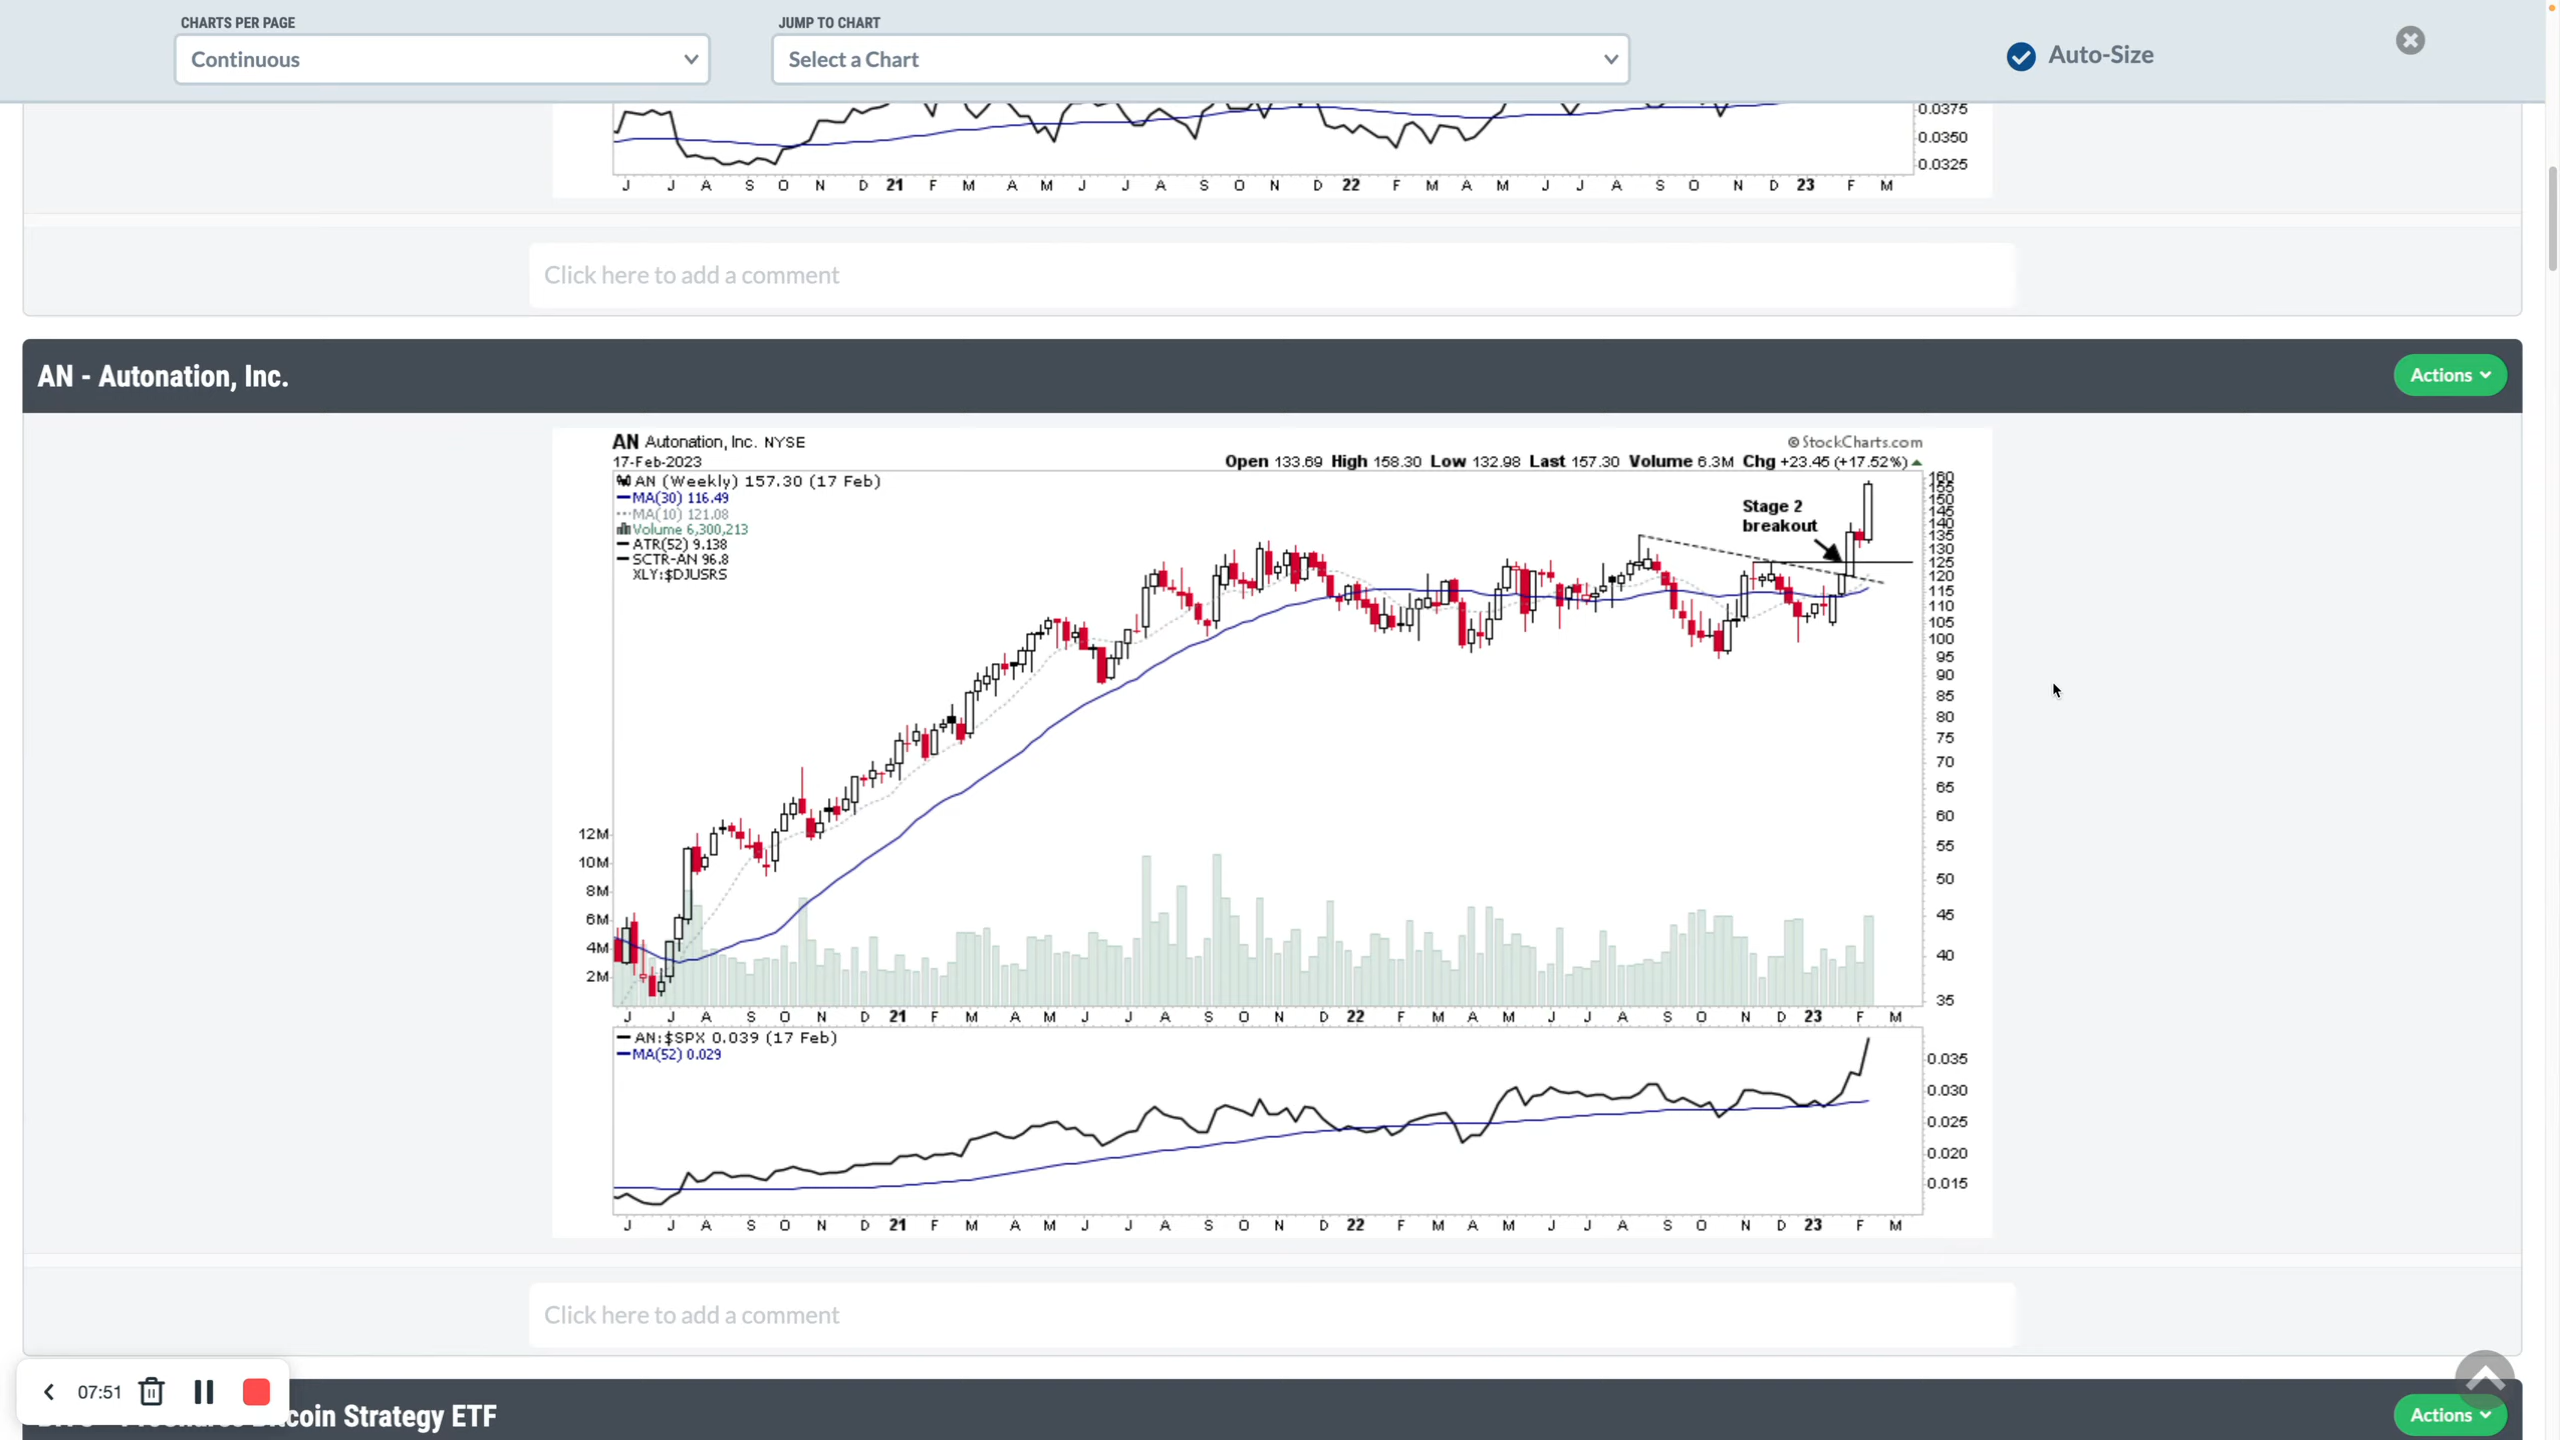 CHARTS PER PAGE
JUMP TO CHART
Continuous
Select a Chart
Auto-Size
0.0375
0.0350
0.0325
J J A S O N D 21 F M A M J J A S O N D 22 F M A M J J A S O N D 23 F M
Click here to add a comment
AN - Autonation, Inc.
Actions
AN Autonation, Inc. NYSE
© StockCharts.com
17-Feb-2023
Open 133.69 High 158.30 Low 132.98 Last 157.30 Volume 6.3M Chg +23.45 (+17.52%)
AN (Weekly) 157.30 (17 Feb)
MA(30) 116.49
MA(10) 121.08
Volume 6,300,213
ATR(52) 9.138
SCTR-AN 96.8
XLY:$DJUSRS
Stage 2
breakout
160
155
150
145
140
135
130
125
120
115
110
105
100
95
90
85
80
75
70
65
60
55
50
45
40
35
12M
10M
8M
6M
4M
2M
J J A S O N D 21 F M A M J J A S O N D 22 F M A M J J A S O N D 23 F M
AN:$SPX 0.039 (17 Feb)
MA(52) 0.029
0.035
0.030
0.025
0.020
0.015
J J A S O N D 21 F M A M J J A S O N D 22 F M A M J J A S O N D 23 F M
Click here to add a comment
07:51
coin Strategy ETF
Actions